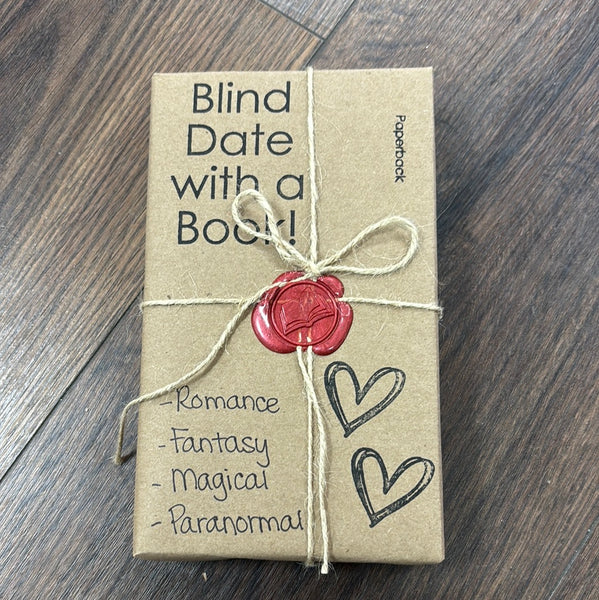 Blind
Date
with a
Book!
Paperback
-Romance
-Fantasy
- Magical
- Paranormal